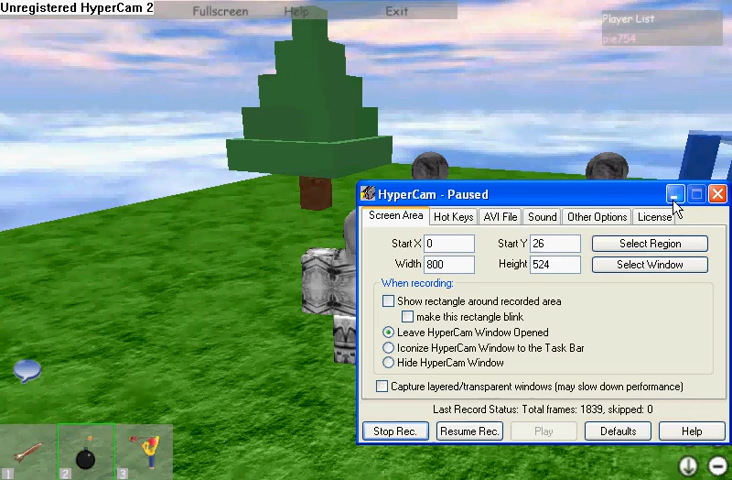 Unregistered HyperCam 2
Fullscreen Help Exit
Player List
pie754
HyperCam - Paused
Screen Area Hot Keys AVI File Sound Other Options License
Start X 0 Start Y 26 Select Region
Width 800 Height 524 Select Window
When recording:
Show rectangle around recorded area
make this rectangle blink
Leave HyperCam Window Opened
Iconize HyperCam Window to the Task Bar
Hide HyperCam Window
Capture layered/transparent windows (may slow down performance)
Last Record Status: Total frames: 1839, skipped: 0
Stop Rec. Resume Rec. Play Defaults Help
1 2 3